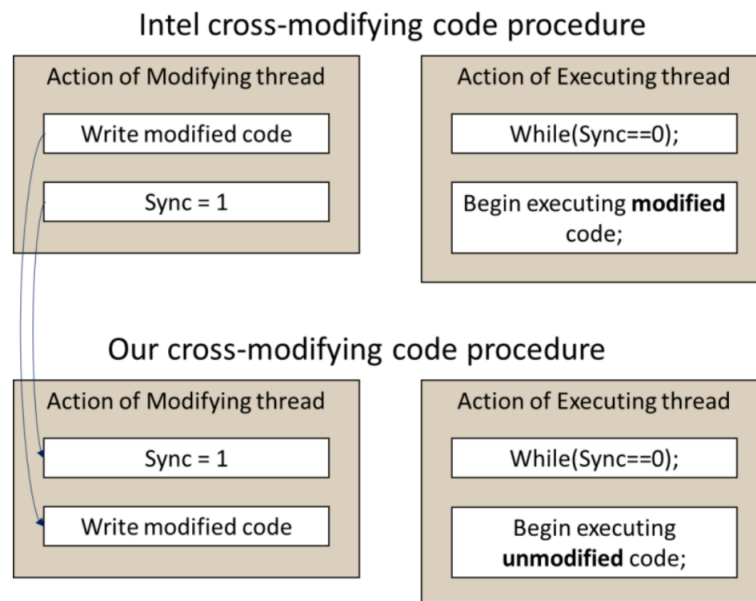 Intel cross-modifying code procedure
Action of Modifying thread
Write modified code
Sync = 1
Action of Executing thread
While(Sync==0);
Begin executing modified
code;
Our cross-modifying code procedure
Action of Modifying thread
Sync = 1
Write modified code
Action of Executing thread
While(Sync==0);
Begin executing
unmodified code;